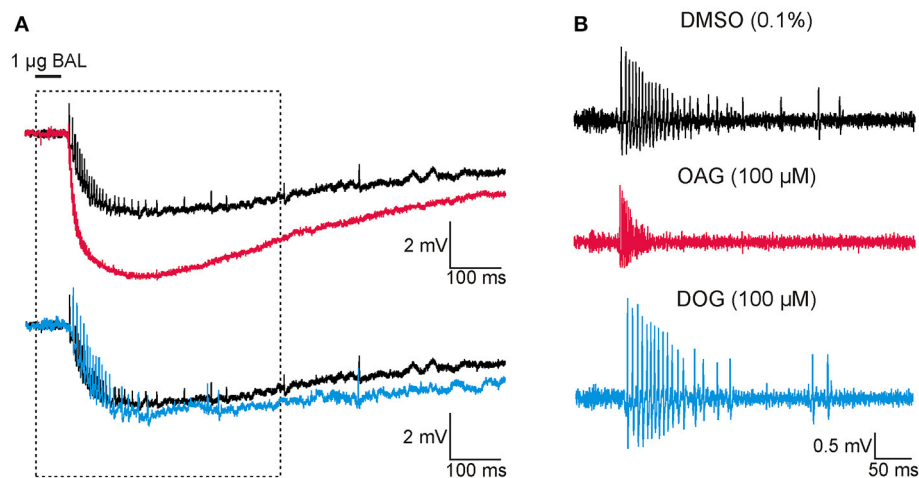 A
1 µg BAL
2 mV
100 ms
2 mV
100 ms
B
DMSO (0.1%)
OAG (100 µM)
DOG (100 µM)
0.5 mV
50 ms